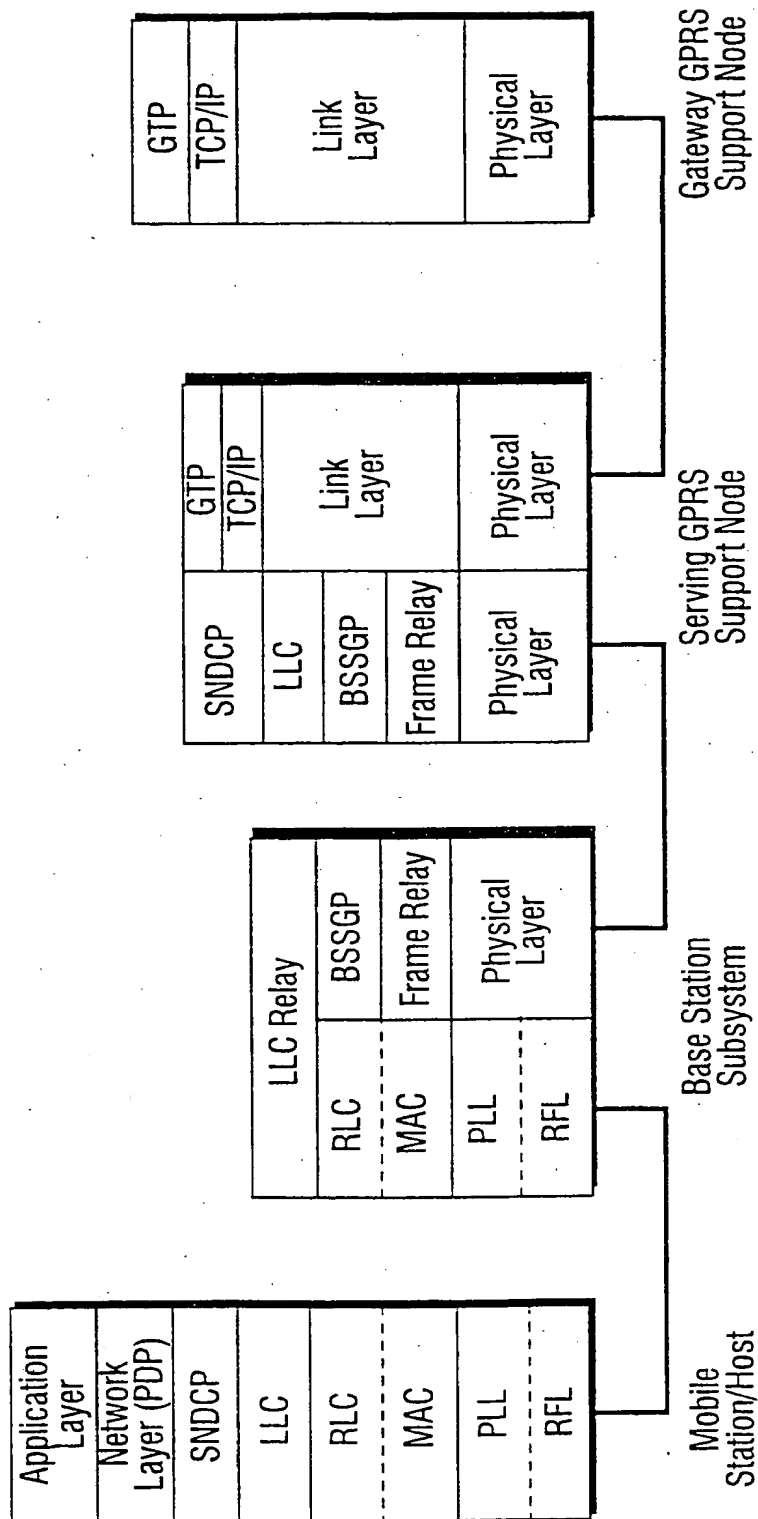 Application
Layer
Network
Layer (PDP)
SNDCP
LLC
RLC
MAC
PLL
RFL
Mobile
Station/Host
LLC Relay
RLC
BSSGP
MAC
Frame Relay
PLL
Physical
Layer
RFL
Base Station
Subsystem
SNDCP
GTP
TCP/IP
LLC
Link
Layer
BSSGP
Frame Relay
Physical
Layer
Physical
Layer
Serving GPRS
Support Node
GTP
TCP/IP
Link
Layer
Physical
Layer
Gateway GPRS
Support Node